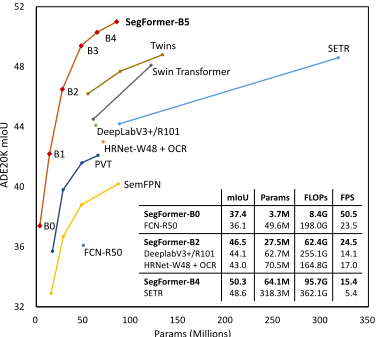 52
48
44
40
36
32
ADE20K mIoU
SegFormer-B5
B4
B3
B2
B1
B0
Twins
SETR
Swin Transformer
DeepLabV3+/R101
HRNet-W48 + OCR
PVT
SemFPN
FCN-R50
mIoU Params FLOPs FPS
SegFormer-B0 37.4 3.7M 8.4G 50.5
FCN-R50 36.1 49.6M 198.0G 23.5
SegFormer-B2 46.5 27.5M 62.4G 24.5
DeeplabV3+/R101 44.1 62.7M 255.1G 14.1
HRNet-W48 + OCR 43.0 70.5M 164.8G 17.0
SegFormer-B4 50.3 64.1M 95.7G 15.4
SETR 48.6 318.3M 362.1G 5.4
0 50 100 150 200 250 300 350
Params (Millions)